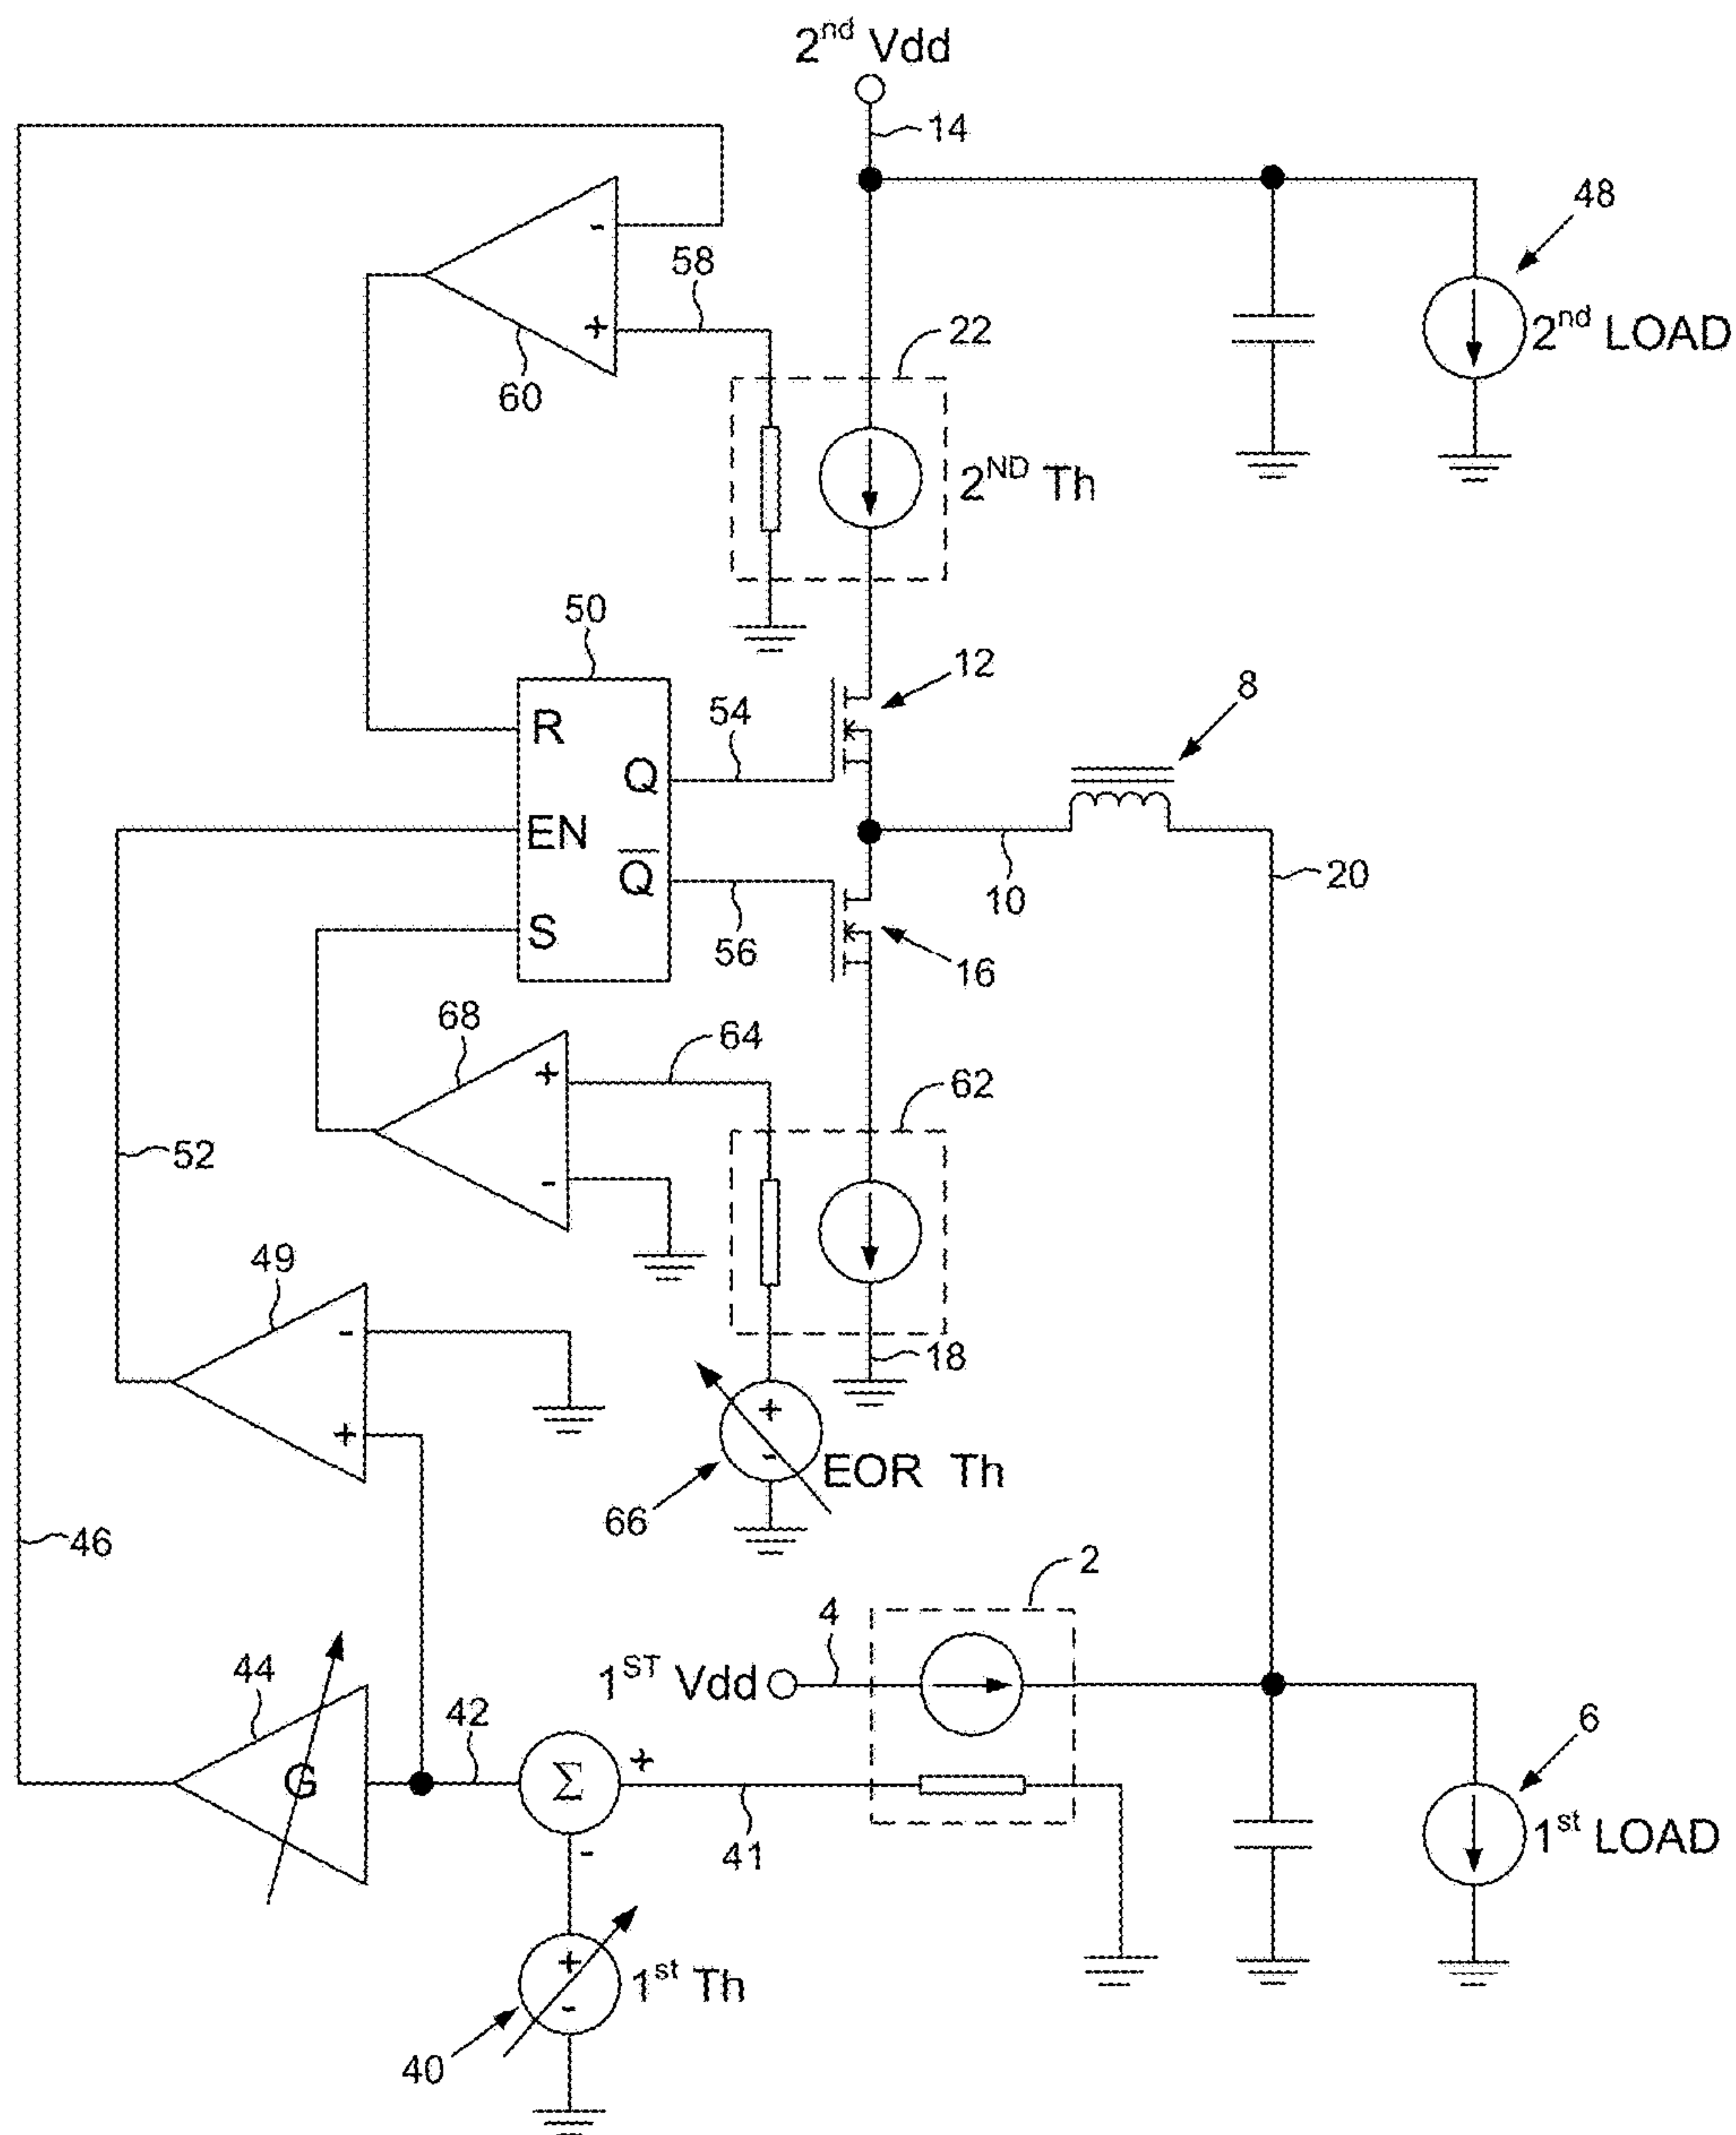 2nd Vdd
14
48
-
58
+
60
22
2nd LOAD
2ND Th
50
12
R
54
8
Q
EN
Q̅
10
20
S
56
16
68
64
+
62
52
-
49
-
18
+
+
-
EOR Th
66
46
2
4
44
1ST Vdd
42
6
+
G
Σ
41
1st LOAD
-
+
1st Th
-
40